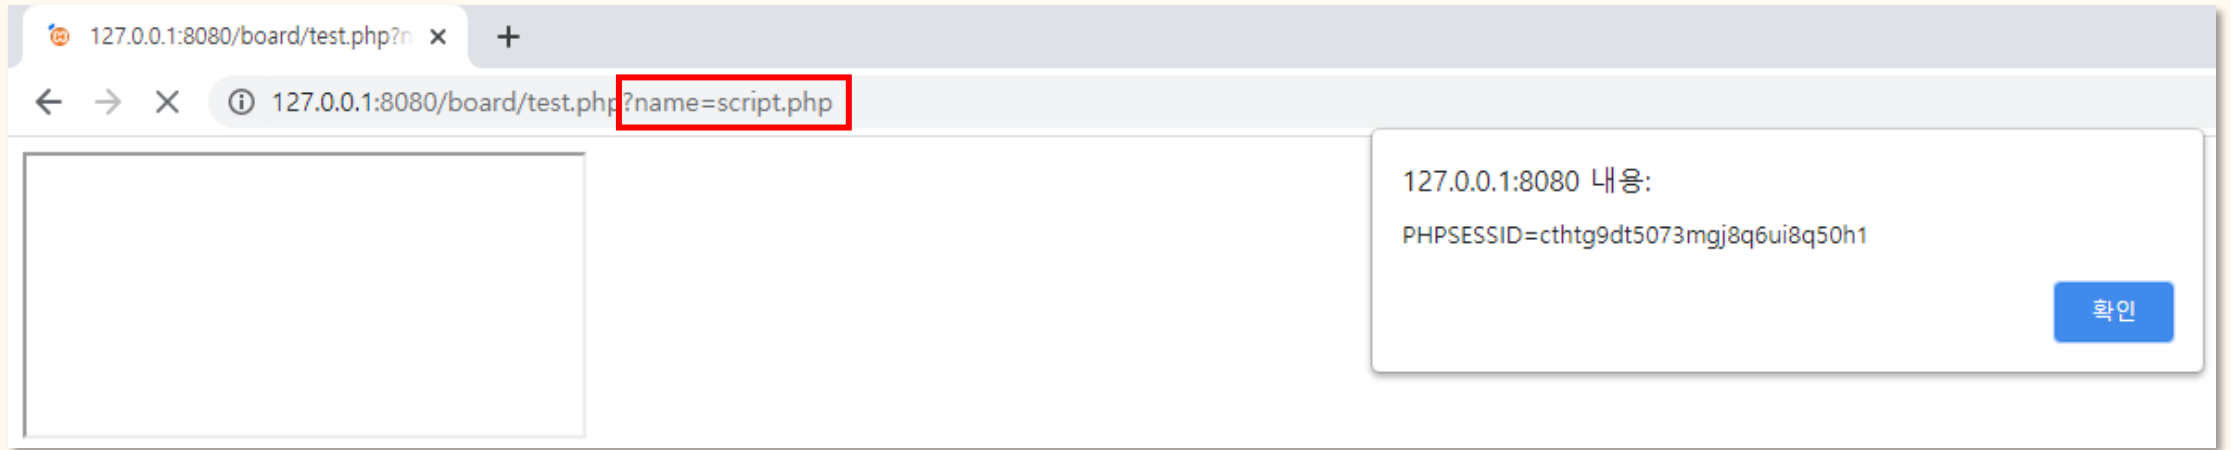 127.0.0.1:8080/board/test.php?n
127.0.0.1:8080/board/test.php?name=script.php
127.0.0.1:8080 내용:
PHPSESSID=cthtg9dt5073mgj8q6ui8q50h1
확인